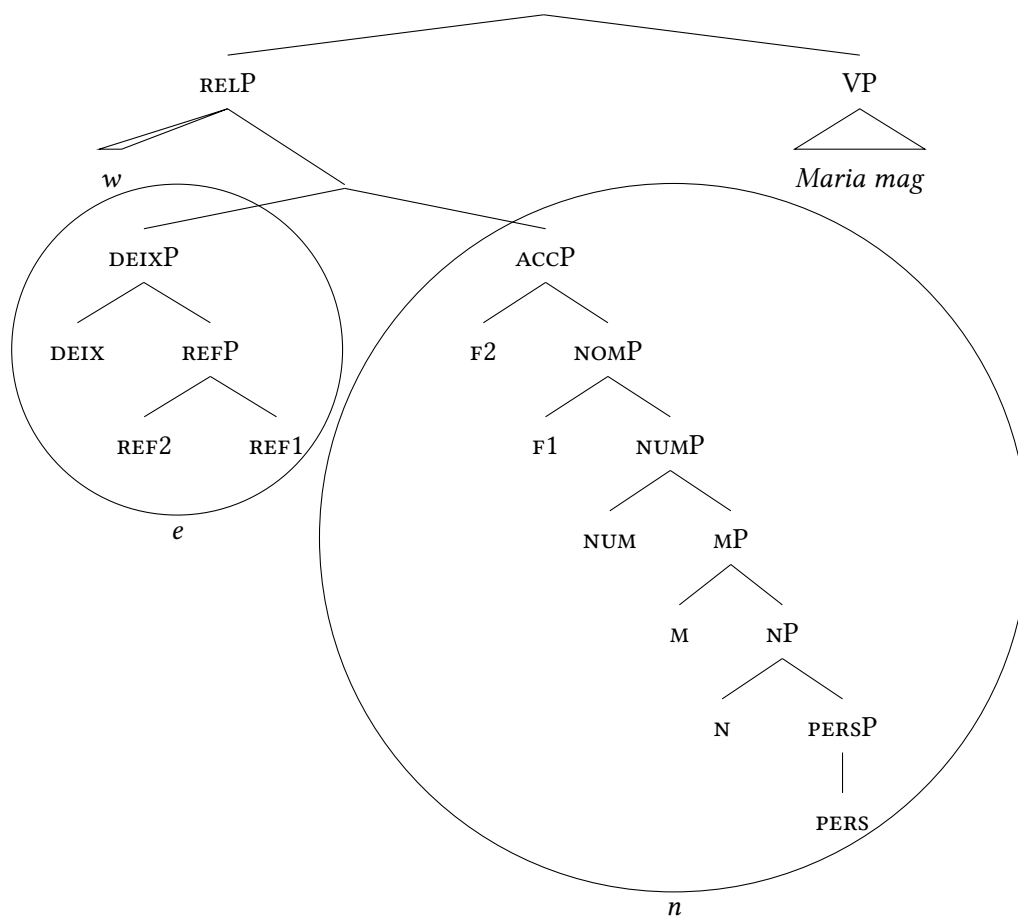 RELP VP
w Maria mag
DEIXP ACCP
DEIX REFP F2 NOMP
REF2 REF1 F1 NUMP
e NUM MP
M NP
N PERSP
PERS
n